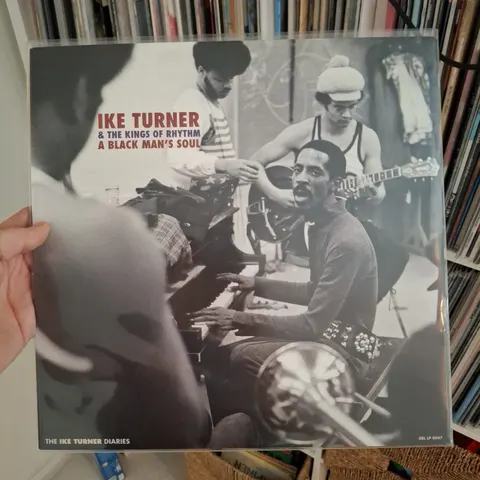 IKE TURNER
& THE KINGS OF RHYTHM
A BLACK MAN'S SOUL
THE IKE TURNER DIARIES